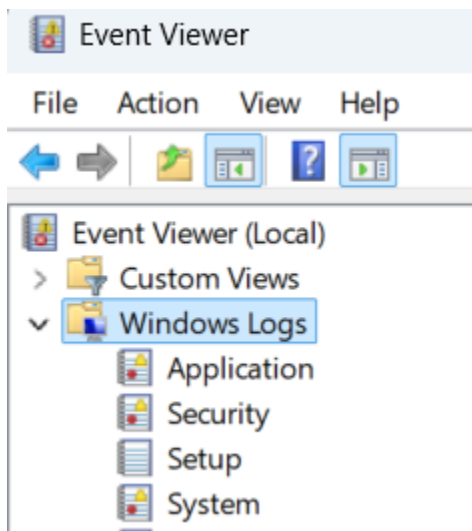 Event Viewer
File Action View Help
?
Event Viewer (Local)
Custom Views
Windows Logs
Application
Security
Setup
System